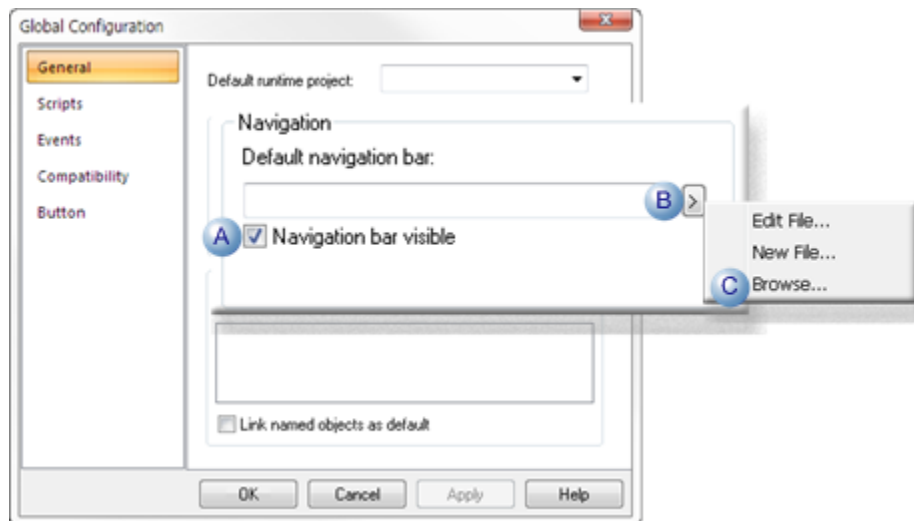 Global Configuration
General
Scripts
Events
Compatibility
Button
Default runtime project:
Navigation
Default navigation bar:
B >
A Navigation bar visible
Edit File...
New File...
C Browse...
Link named objects as default
OK Cancel Apply Help